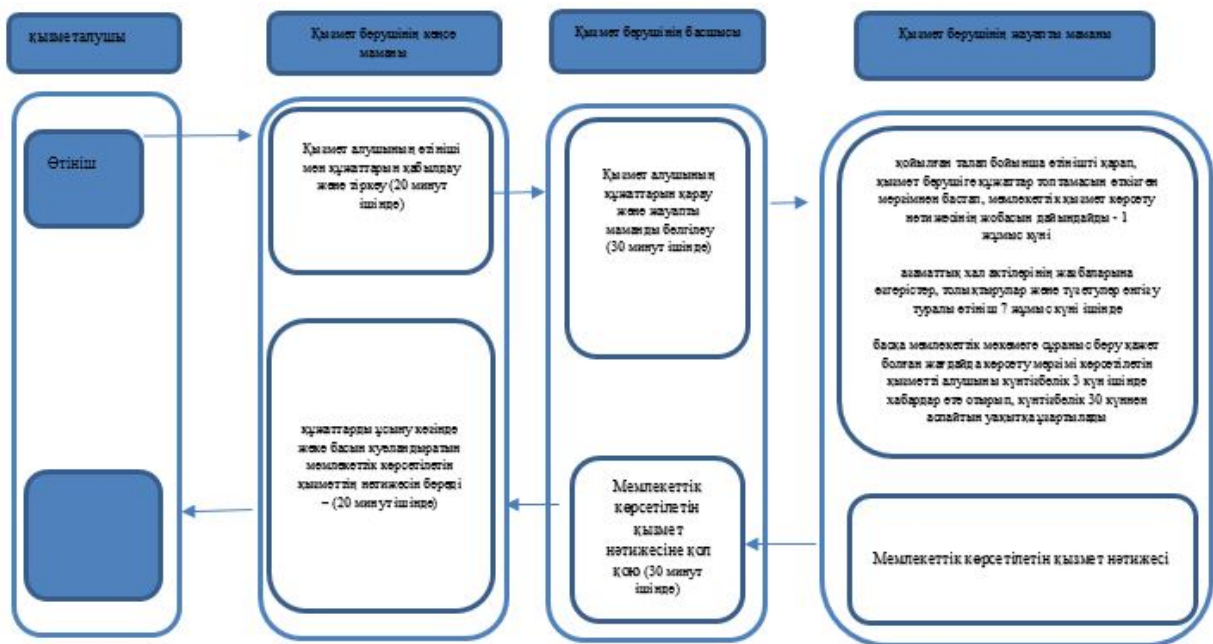 қызметалушы
Қызмет берушінің кеңсе
маманы
Қызмет берушінің басшысы
Қызмет берушінің жауапты маманы
Өтініш
Қызмет алушының өтініші
мен құжаттарын қабылдау
және тіркеу (20 минут
ішінде)
Қызмет алушының
құжаттарын қарау
және жауапты
маманды белгілеу
(30 минут ішінде)
қойылған талап бойынша өтінішті қарап,
қызмет берушіге құжаттар топтамасын өткізген
мерзімнен бастап, мемлекеттік қызмет көрсету
нәтижесінің жобасын дайындайды - 1
жұмыс күні
азаматтық хал актілерінің жазбаларына
өзгерістер, толықтырулар және түзетулер енгізу
туралы өтініш 7 жұмыс күні ішінде
басқа мемлекеттік мекемеге сұраныс беру қажет
болған жағдайда көрсету мерзімі көрсетілетін
қызметті алушыны күнтізбелік 3 күн ішінде
хабардар ете отырып, күнтізбелік 30 күннен
аспайтын уақытқа ұзартылады
құжаттарды ұсыну кезінде
жеке басын куәландыратын
мемлекеттік көрсетілетін
қызметтің нәтижесін береді
– (20 минут ішінде)
Мемлекеттік
көрсетілетін
қызмет
нәтижесіне қол
қою (30 минут
ішінде)
Мемлекеттік көрсетілетін қызмет нәтижесі